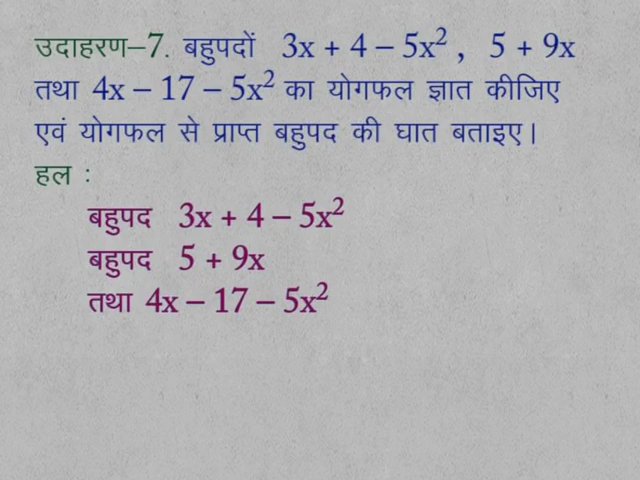 उदाहरण–7. बहुपदों 3x + 4 – 5x² , 5 + 9x
तथा 4x – 17 – 5x² का योगफल ज्ञात कीजिए
एवं योगफल से प्राप्त बहुपद की घात बताइए।
हल :
बहुपद 3x + 4 – 5x²
बहुपद 5 + 9x
तथा 4x – 17 – 5x²